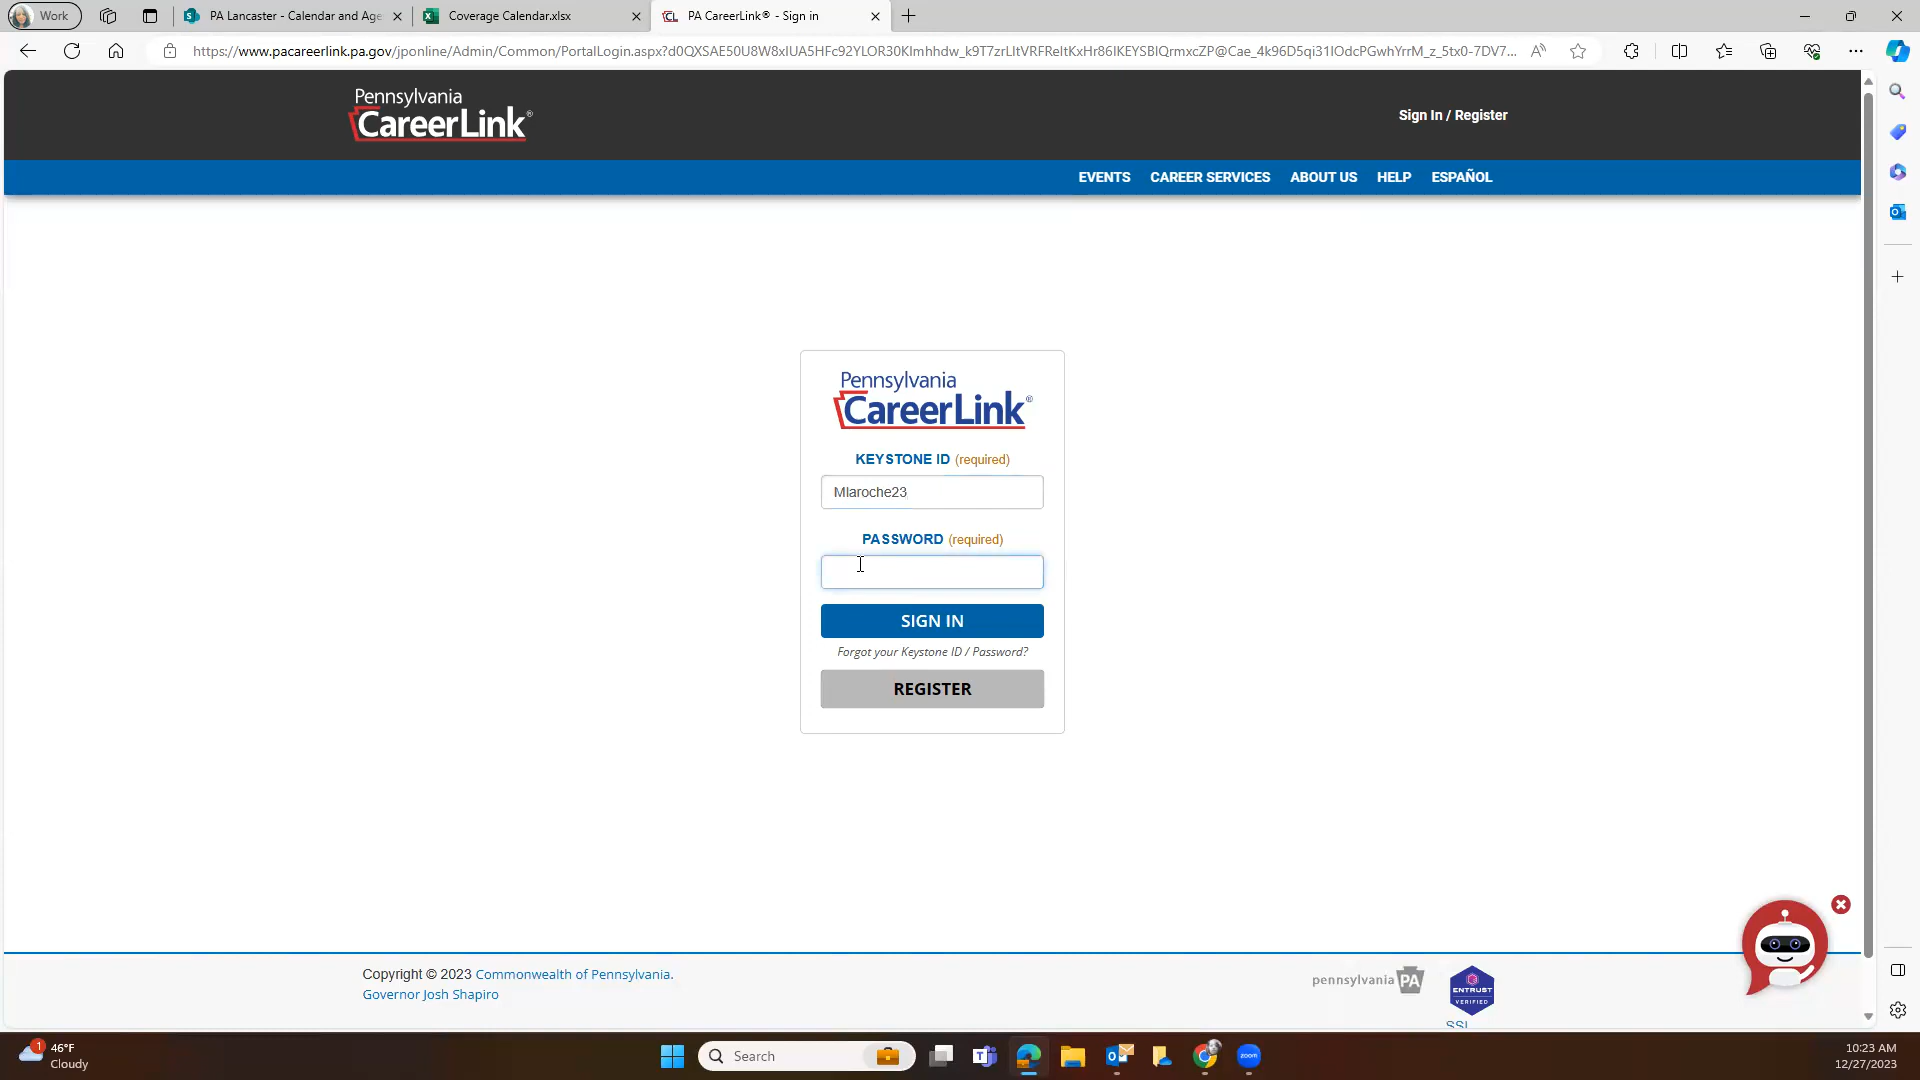 Work
PA Lancaster - Calendar and Age
Coverage Calendar.xlsx
PA CareerLink® - Sign in
https://www.pacareerlink.pa.gov/jponline/Admin/Common/PortalLogin.aspx?
Pennsylvania
CareerLink®
Sign In / Register
EVENTS
CAREER SERVICES
ABOUT US
HELP
ESPAÑOL
Pennsylvania
CareerLink®
KEYSTONE ID (required)
Mlaroche23
PASSWORD (required)
SIGN IN
Forgot your Keystone ID / Password?
REGISTER
Copyright © 2023 Commonwealth of Pennsylvania.
Governor Josh Shapiro
pennsylvania PA
ENTRUST
VERIFIED
SSL
1
46°F
Cloudy
Search
zoom
10:23 AM
12/27/2023